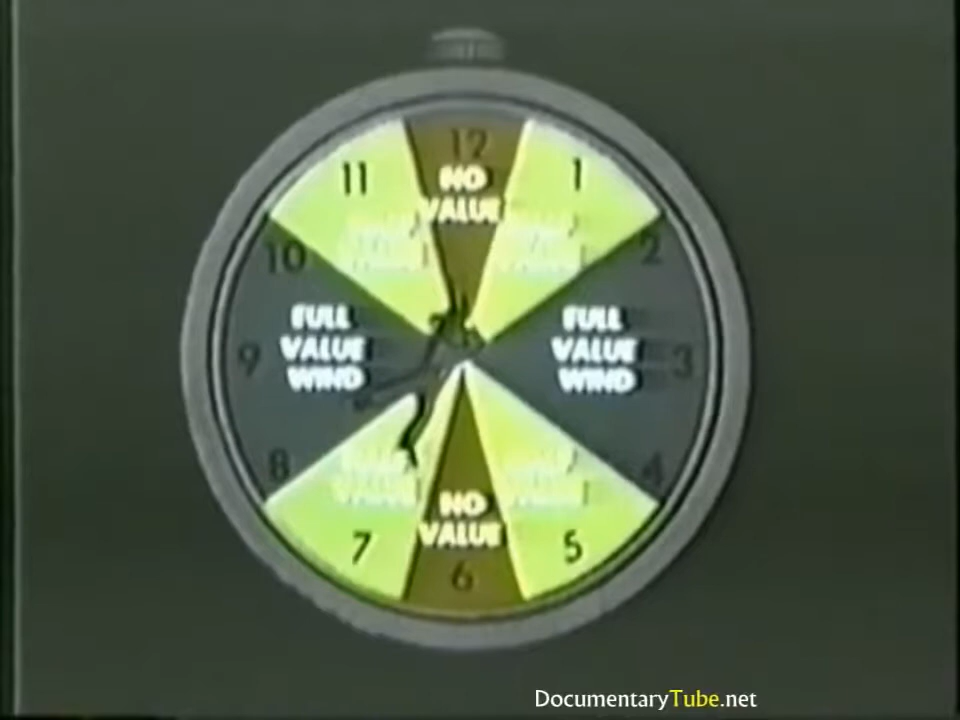 12
11
1
NO
VALUE
10
2
FULL
VALUE
WIND
FULL
VALUE
WIND
9
3
8
4
NO
VALUE
7
5
6
DocumentaryTube.net